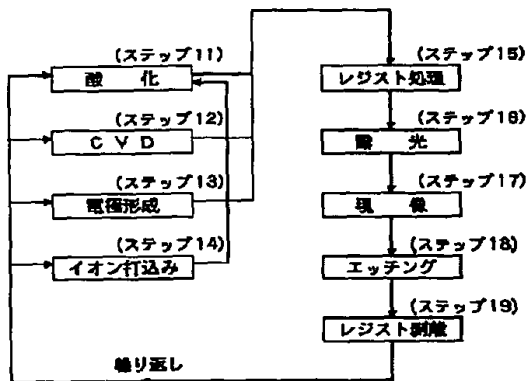 (ステップ11)
酸 化
(ステップ12)
C V D
(ステップ13)
電極形成
(ステップ14)
イオン打込み
(ステップ15)
レジスト処理
(ステップ16)
露 光
(ステップ17)
現 像
(ステップ18)
エッチング
(ステップ19)
レジスト剥離
繰り返し